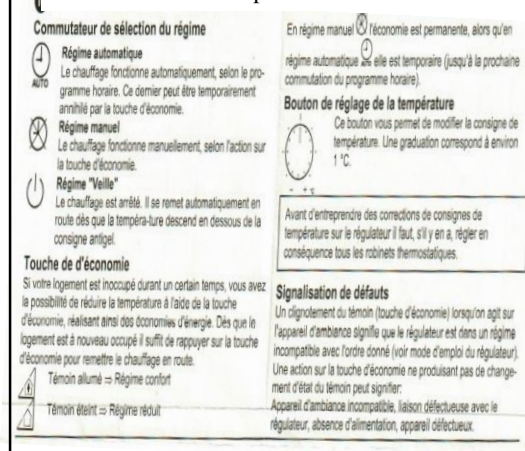 Commutateur de sélection du régime
Régime automatique
Le chauffage fonctionne automatiquement, selon le pro-
gramme horaire. Ce dernier peut être temporairement
annihilé par la touche d'économie.
AUTO
Régime manuel
Le chauffage fonctionne manuellement, selon l'action sur
la touche d'économie.
Régime "Veille"
Le chauffage est arrêté. Il se remet automatiquement en
route dès que la tempéra-ture descend en dessous de la
consigne antigel.
Touche de d'économie
Si votre logement est inoccupé durant un certain temps, vous avez
la possibilité de réduire la température à l'aide de la touche
d'économie, réalisant ainsi des économies d'énergie. Dès que le
logement est à nouveau occupé il suffit de rappuyer sur la touche
d'économie pour remettre le chauffage en route.
Témoin allumé ⇒ Régime confort
Témoin éteint ⇒ Régime réduit
En régime manuel l'économie est permanente, alors qu'en
régime automatique elle est temporaire (jusqu'à la prochaine
commutation du programme horaire).
Bouton de réglage de la température
Ce bouton vous permet de modifier la consigne de
température. Une graduation correspond à environ
1 °C.
- +
Avant d'entreprendre des corrections de consignes de
température sur le régulateur il faut, s'il y en a, régler en
conséquence tous les robinets thermostatiques.
Signalisation de défauts
Un clignotement du témoin (touche d'économie) lorsqu'on agit sur
l'appareil d'ambiance signifie que le régulateur est dans un régime
incompatible avec l'ordre donné (voir mode d'emploi du régulateur).
Une action sur la touche d'économie ne produisant pas de change-
ment d'état du témoin peut signifier:
Appareil d'ambiance incompatible, liaison défectueuse avec le
régulateur, absence d'alimentation, appareil défectueux.